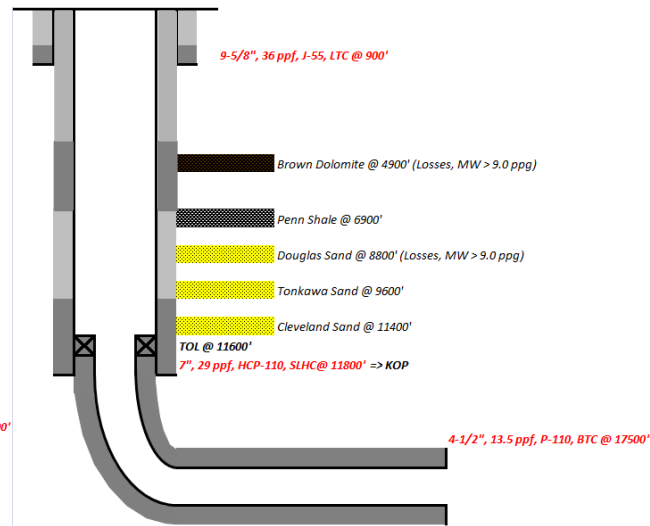 9-5/8", 36 ppf, J-55, LTC @ 900'
Brown Dolomite @ 4900' (Losses, MW > 9.0 ppg)
Penn Shale @ 6900'
Douglas Sand @ 8800' (Losses, MW > 9.0 ppg)
Tonkawa Sand @ 9600'
Cleveland Sand @ 11400'
TOL @ 11600'
7", 29 ppf, HCP-110, SLHC@ 11800' => KOP
4-1/2", 13.5 ppf, P-110, BTC @ 17500'